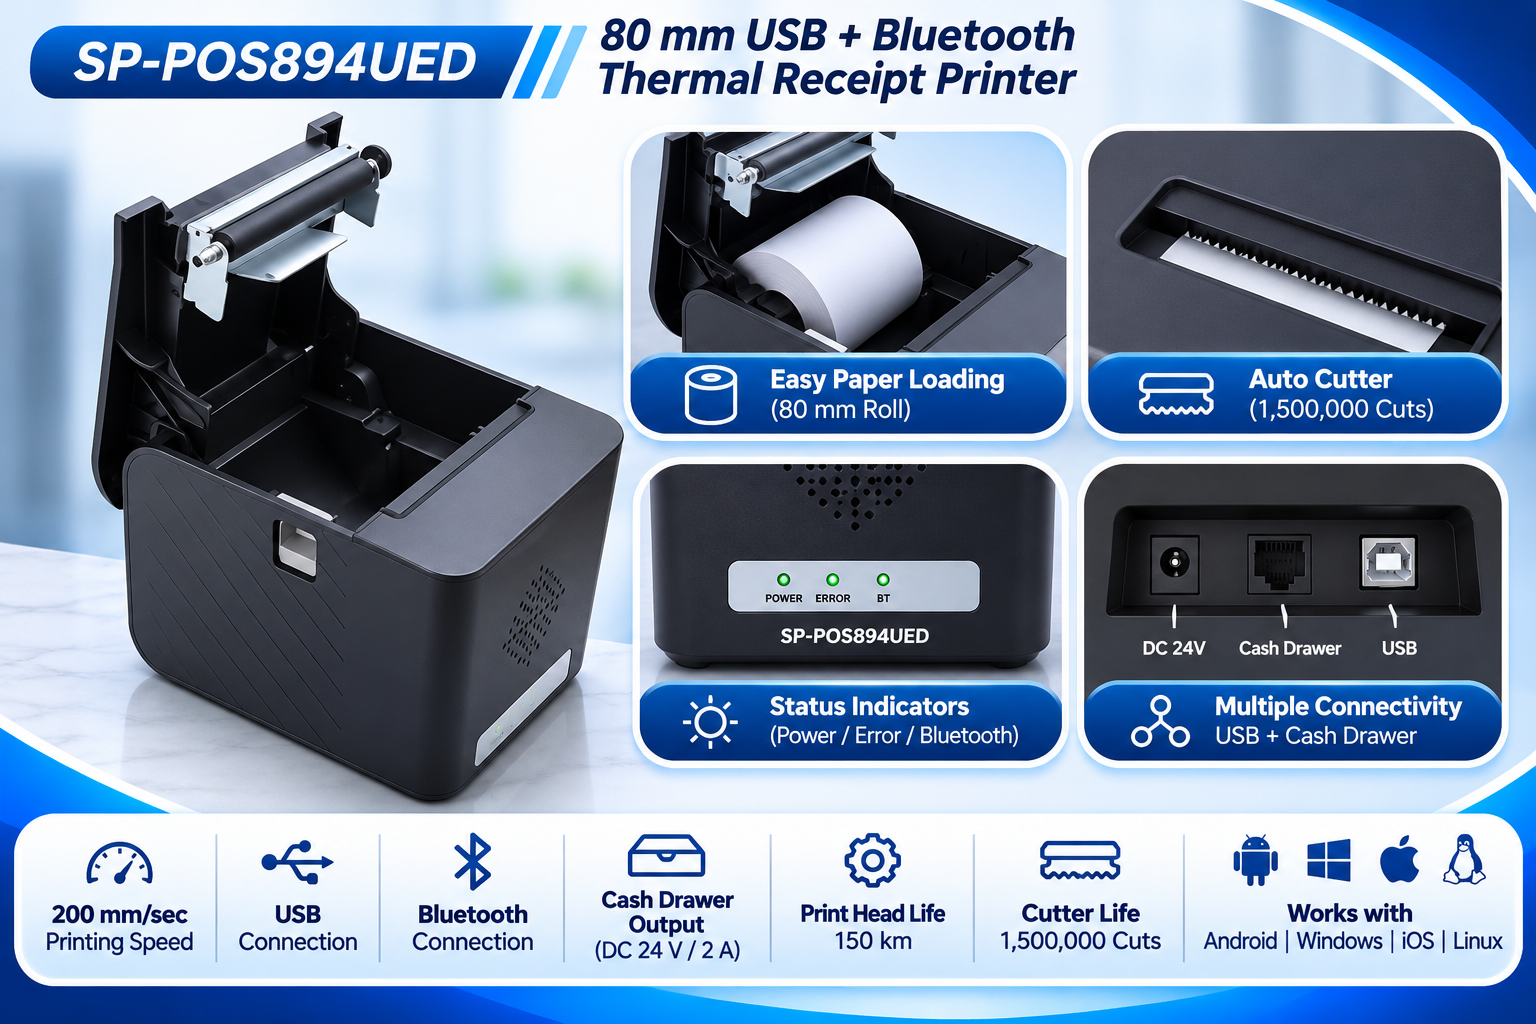 SP-POS894UED
80 mm USB + Bluetooth
Thermal Receipt Printer
Easy Paper Loading
(80 mm Roll)
Auto Cutter
(1,500,000 Cuts)
POWER ERROR BT
SP-POS894UED
Status Indicators
(Power / Error / Bluetooth)
DC 24V Cash Drawer USB
Multiple Connectivity
USB + Cash Drawer
200 mm/sec
Printing Speed
USB
Connection
Bluetooth
Connection
Cash Drawer
Output
(DC 24 V / 2 A)
Print Head Life
150 km
Cutter Life
1,500,000 Cuts
Works with
Android | Windows | iOS | Linux